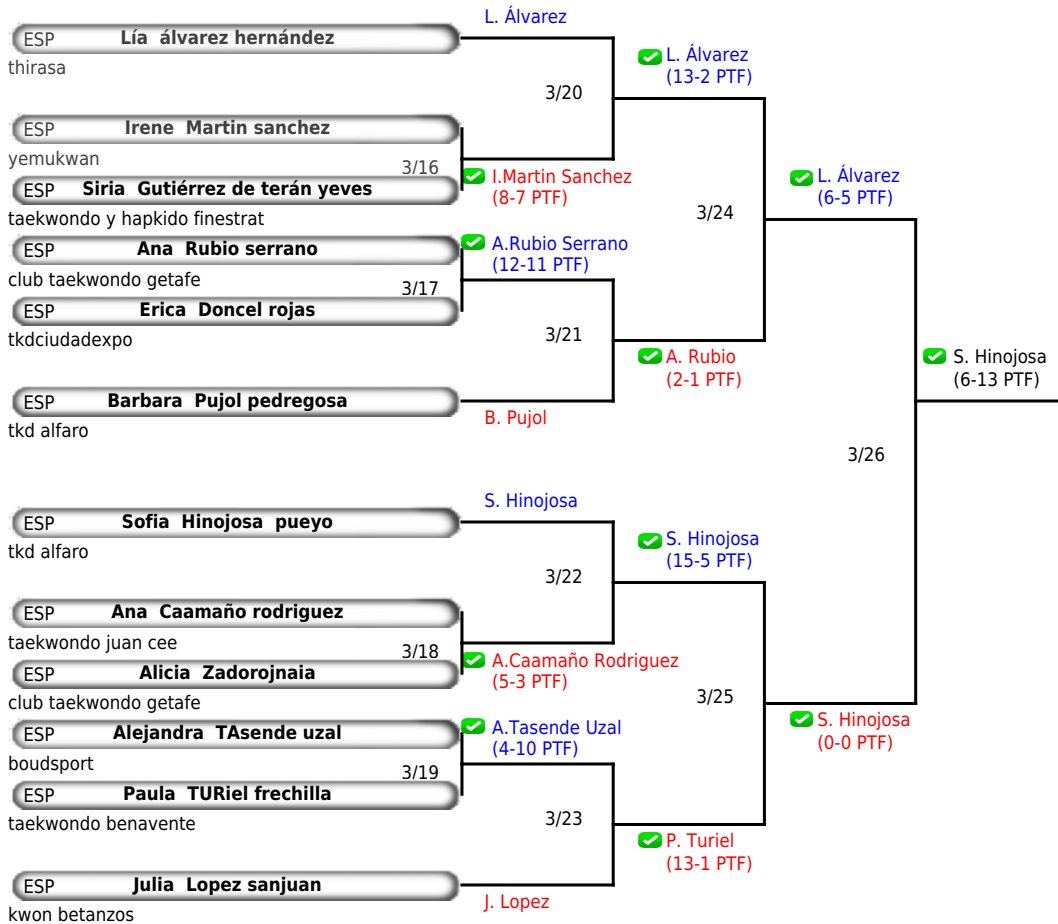 L. Álvarez
ESP Lía álvarez hernández
thirasa
L. Álvarez
(13-2 PTF)
3/20
ESP Irene Martin sanchez
yemukwan
3/16
I.Martin Sanchez
(8-7 PTF)
ESP Siria Gutiérrez de terán yeves
taekwondo y hapkido finestrat
L. Álvarez
(6-5 PTF)
3/24
ESP Ana Rubio serrano
club taekwondo getafe
A.Rubio Serrano
(12-11 PTF)
3/17
ESP Erica Doncel rojas
tkdciudadexpo
3/21
A. Rubio
(2-1 PTF)
S. Hinojosa
(6-13 PTF)
ESP Barbara Pujol pedregosa
tkd alfaro
B. Pujol
3/26
S. Hinojosa
ESP Sofia Hinojosa pueyo
tkd alfaro
S. Hinojosa
(15-5 PTF)
3/22
ESP Ana Caamaño rodriguez
taekwondo juan cee
3/18
A.Caamaño Rodriguez
(5-3 PTF)
ESP Alicia Zadorojnaia
club taekwondo getafe
3/25
S. Hinojosa
(0-0 PTF)
ESP Alejandra TAsende uzal
boudsport
A.Tasende Uzal
(4-10 PTF)
3/19
ESP Paula TURiel frechilla
taekwondo benavente
3/23
P. Turiel
(13-1 PTF)
ESP Julia Lopez sanjuan
kwon betanzos
J. Lopez